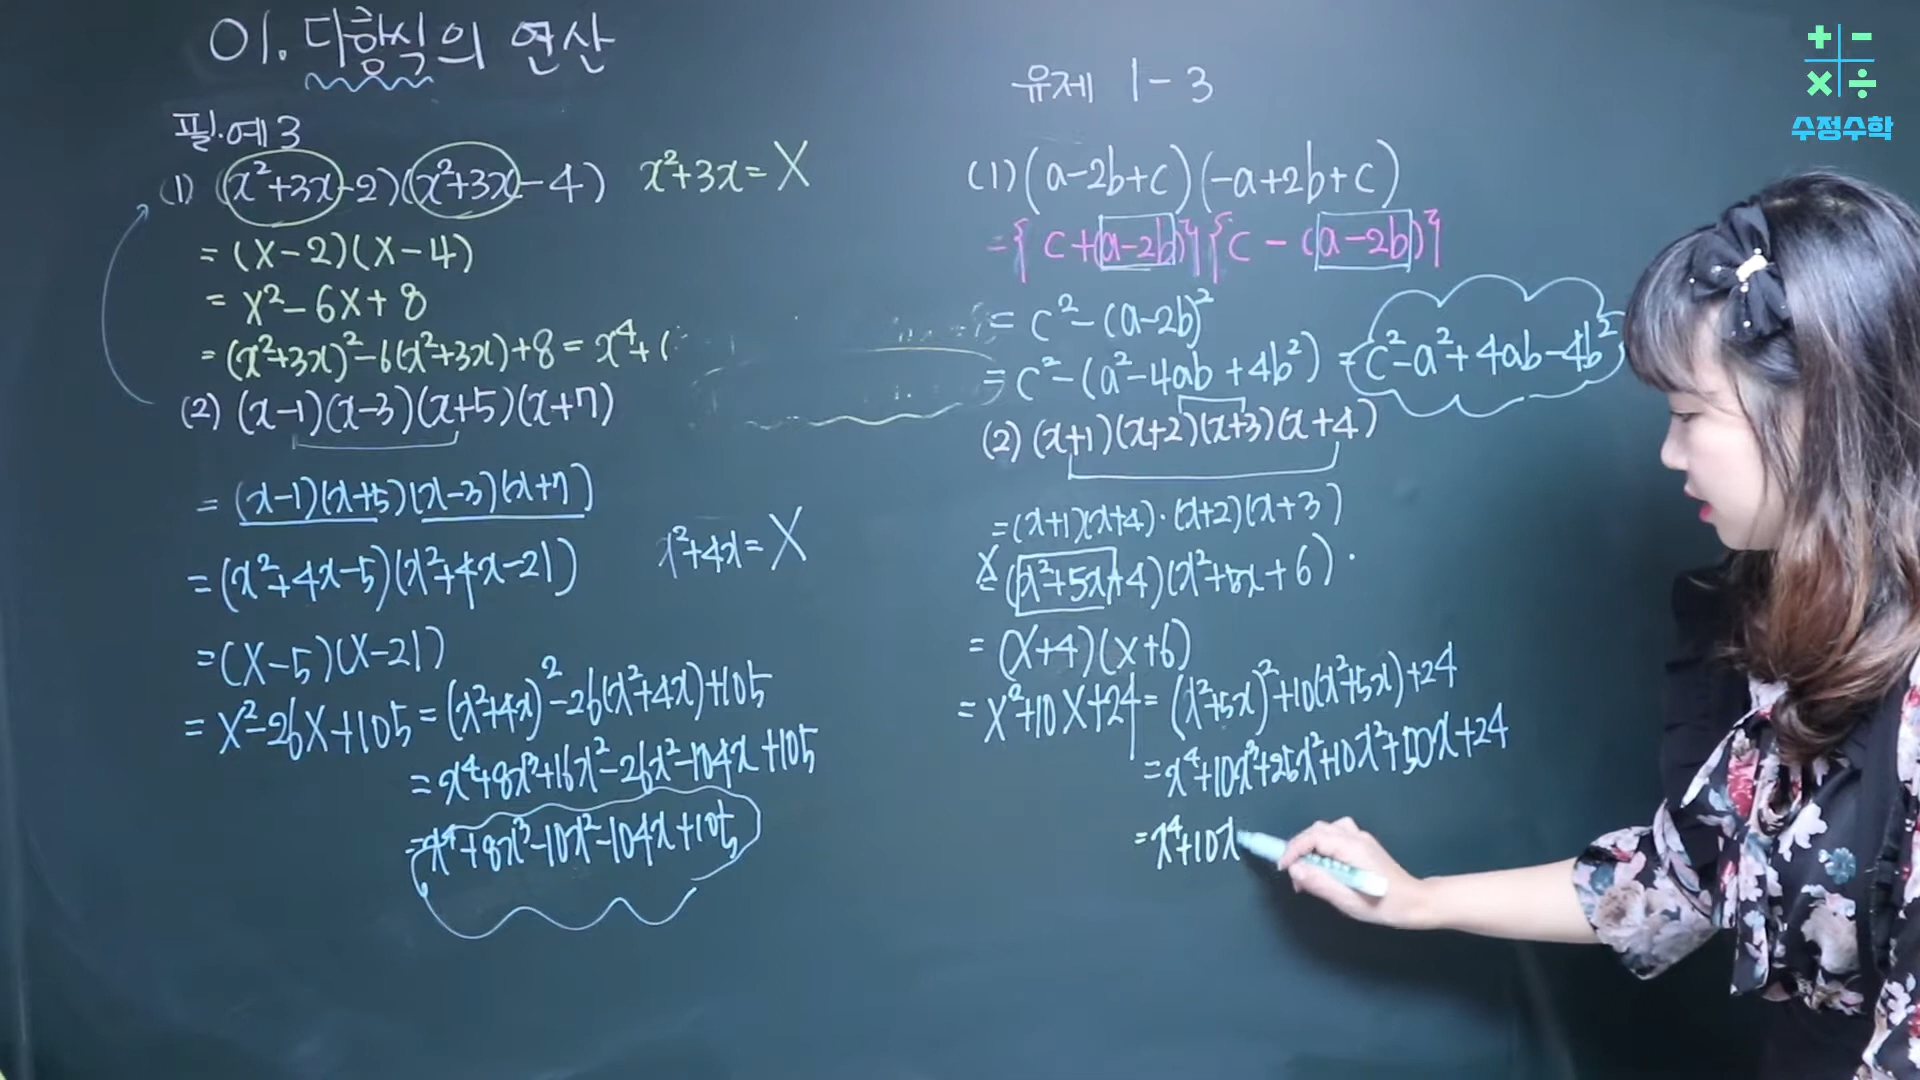 01. 다항식의 연산
필.예3
(1) (x²+3x-2)(x²+3x-4) x²+3x=X
=(X-2)(X-4)
=X²-6X+8
=(x²+3x)²-6(x²+3x)+8=x⁴+(
(2) (x-1)(x-3)(x+5)(x+7)
=(x-1)(x+5)(x-3)(x+7)
=(x²+4x-5)(x²+4x-21) x²+4x=X
=(X-5)(X-21)
=X²-26X+105=(x²+4x)²-26(x²+4x)+105
=x⁴+8x³+16x²-26x²-104x+105
=x⁴+8x³-10x²-104x+105
유제 1-3
(1) (a-2b+c)(-a+2b+c)
={c+(a-2b)}{c-(a-2b)}
=c²-(a-2b)²
=c²-(a²-4ab+4b²)=c²-a²+4ab-4b²
(2) (x+1)(x+2)(x+3)(x+4)
=(x+1)(x+4)·(x+2)(x+3)
X
=(x²+5x+4)(x²+5x+6)·
=(X+4)(X+6)
=X²+10X+24=(x²+5x)²+10(x²+5x)+24
=x⁴+10x³+25x²+10x²+50x+24
=x⁴+10x
+ - × ÷
수정수학